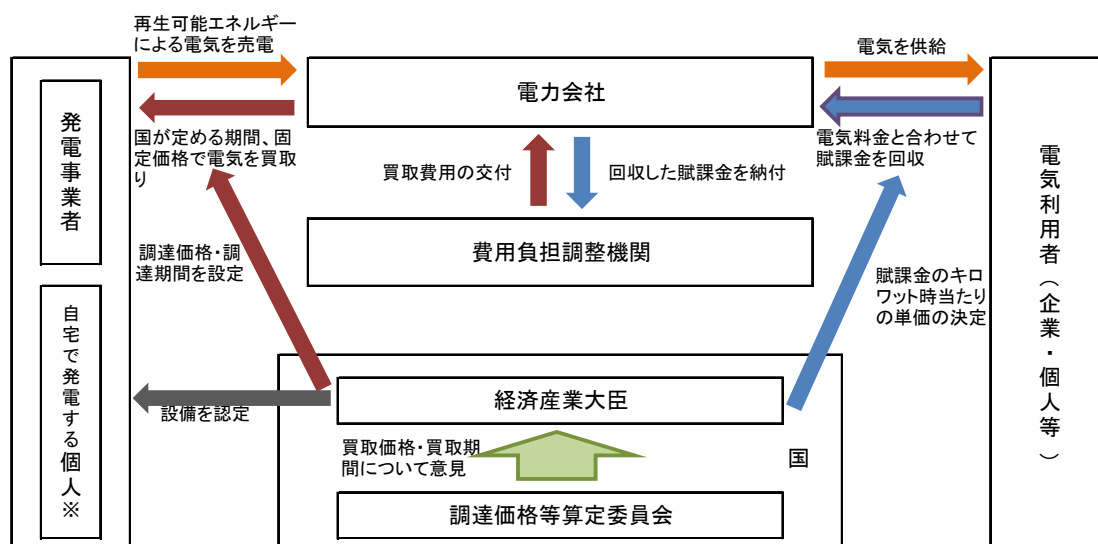 再生可能エネルギー
による電気を売電
電気を供給
電力会社
発電事業者
国が定める期間、固
定価格で電気を買取
り
電気料金と合わせて
賦課金を回収
買取費用の交付
回収した賦課金を納付
電気利用者(企業・個人等)
費用負担調整機関
調達価格・調
達期間を設定
賦課金のキロ
ワット時当たり
の単価の決定
自宅で発電する個人※
経済産業大臣
設備を認定
買取価格・買取期
間について意見
国
調達価格等算定委員会